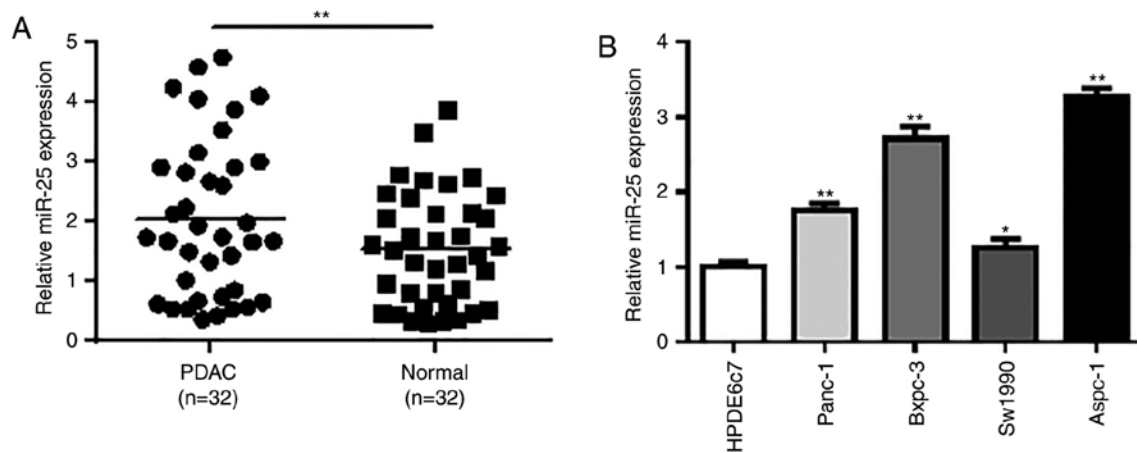 A
**
Relative miR-25 expression
5
4
3
2
1
0
PDAC
(n=32)
Normal
(n=32)
B
Relative miR-25 expression
4
3
2
1
0
**
**
*
**
HPDE6c7
Panc-1
Bxpc-3
Sw1990
Aspc-1